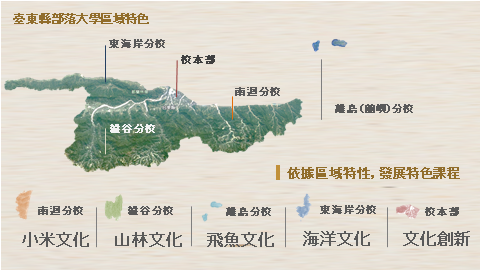 臺東縣部落大學區域特色
東海岸分校
校本部
南迴分校
離島(蘭嶼)分校
縱谷分校
依據區域特性,發展特色課程
南迴分校
縱谷分校
離島分校
東海岸分校
校本部
小米文化
山林文化
飛魚文化
海洋文化
文化創新